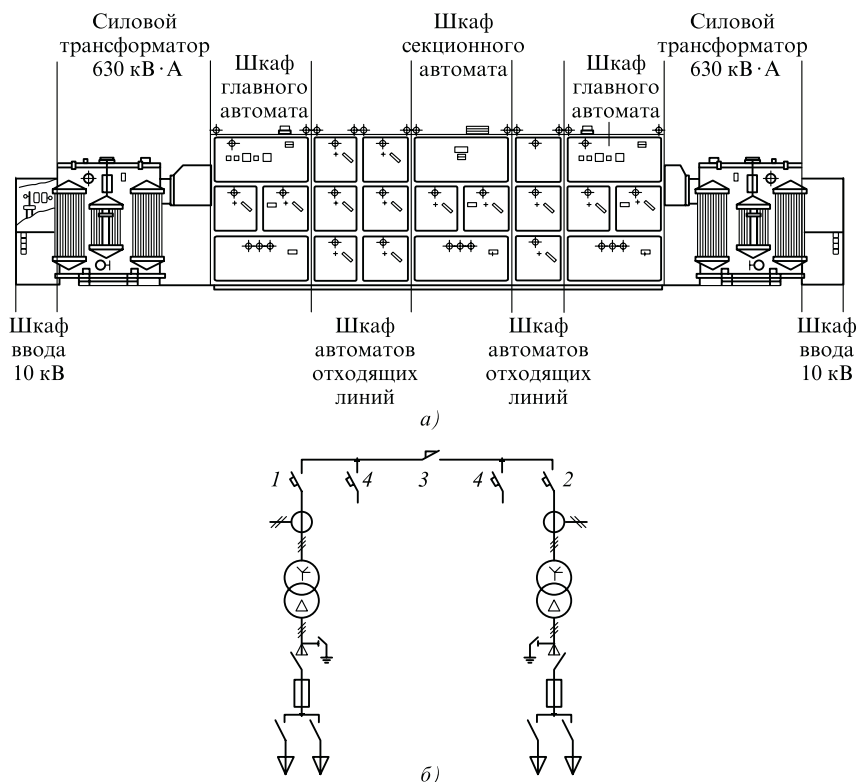 Силовой
трансформатор
630 кВ·А
Шкаф
главного
автомата
Шкаф
секционного
автомата
Шкаф
главного
автомата
Силовой
трансформатор
630 кВ·А
Шкаф
ввода
10 кВ
Шкаф
автоматов
отходящих
линий
Шкаф
автоматов
отходящих
линий
Шкаф
ввода
10 кВ
а)
1 4 3 4 2
б)